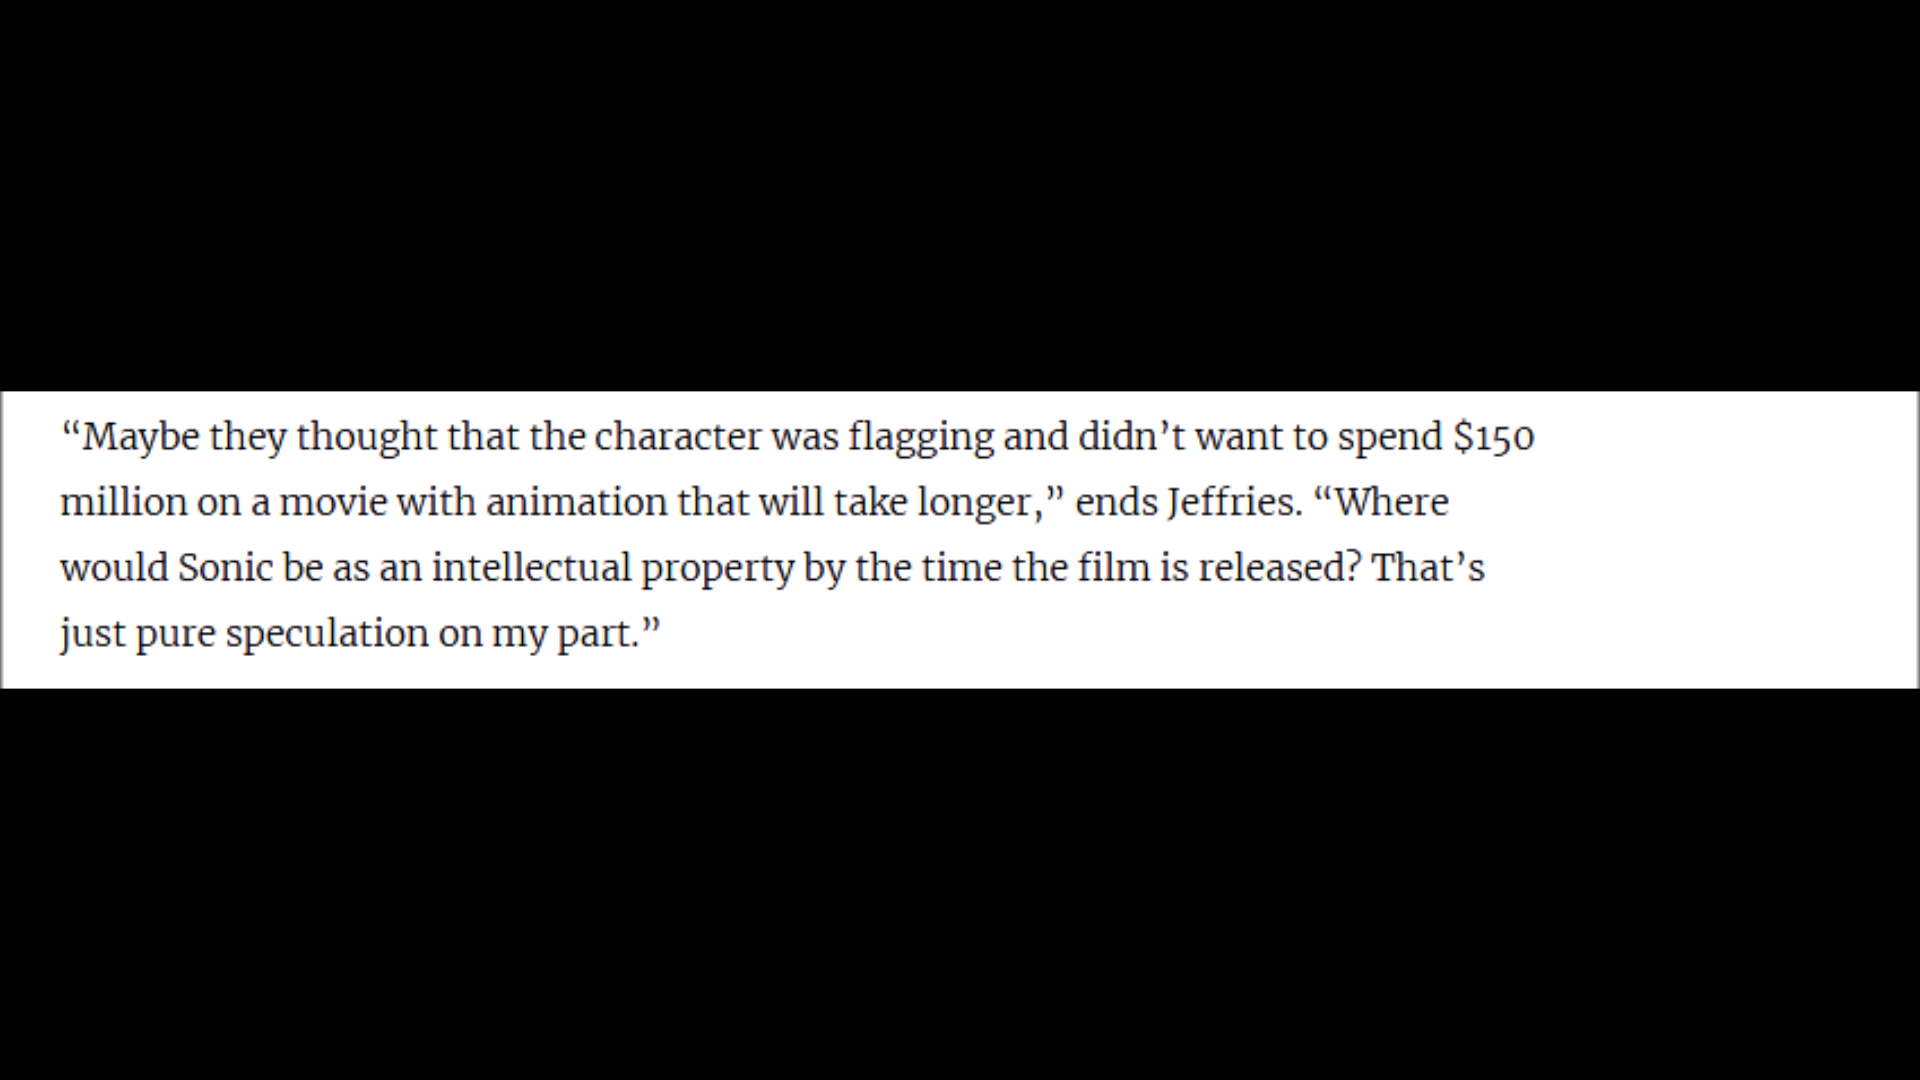 “Maybe they thought that the character was flagging and didn’t want to spend $150
million on a movie with animation that will take longer,” ends Jeffries. “Where
would Sonic be as an intellectual property by the time the film is released? That’s
just pure speculation on my part.”